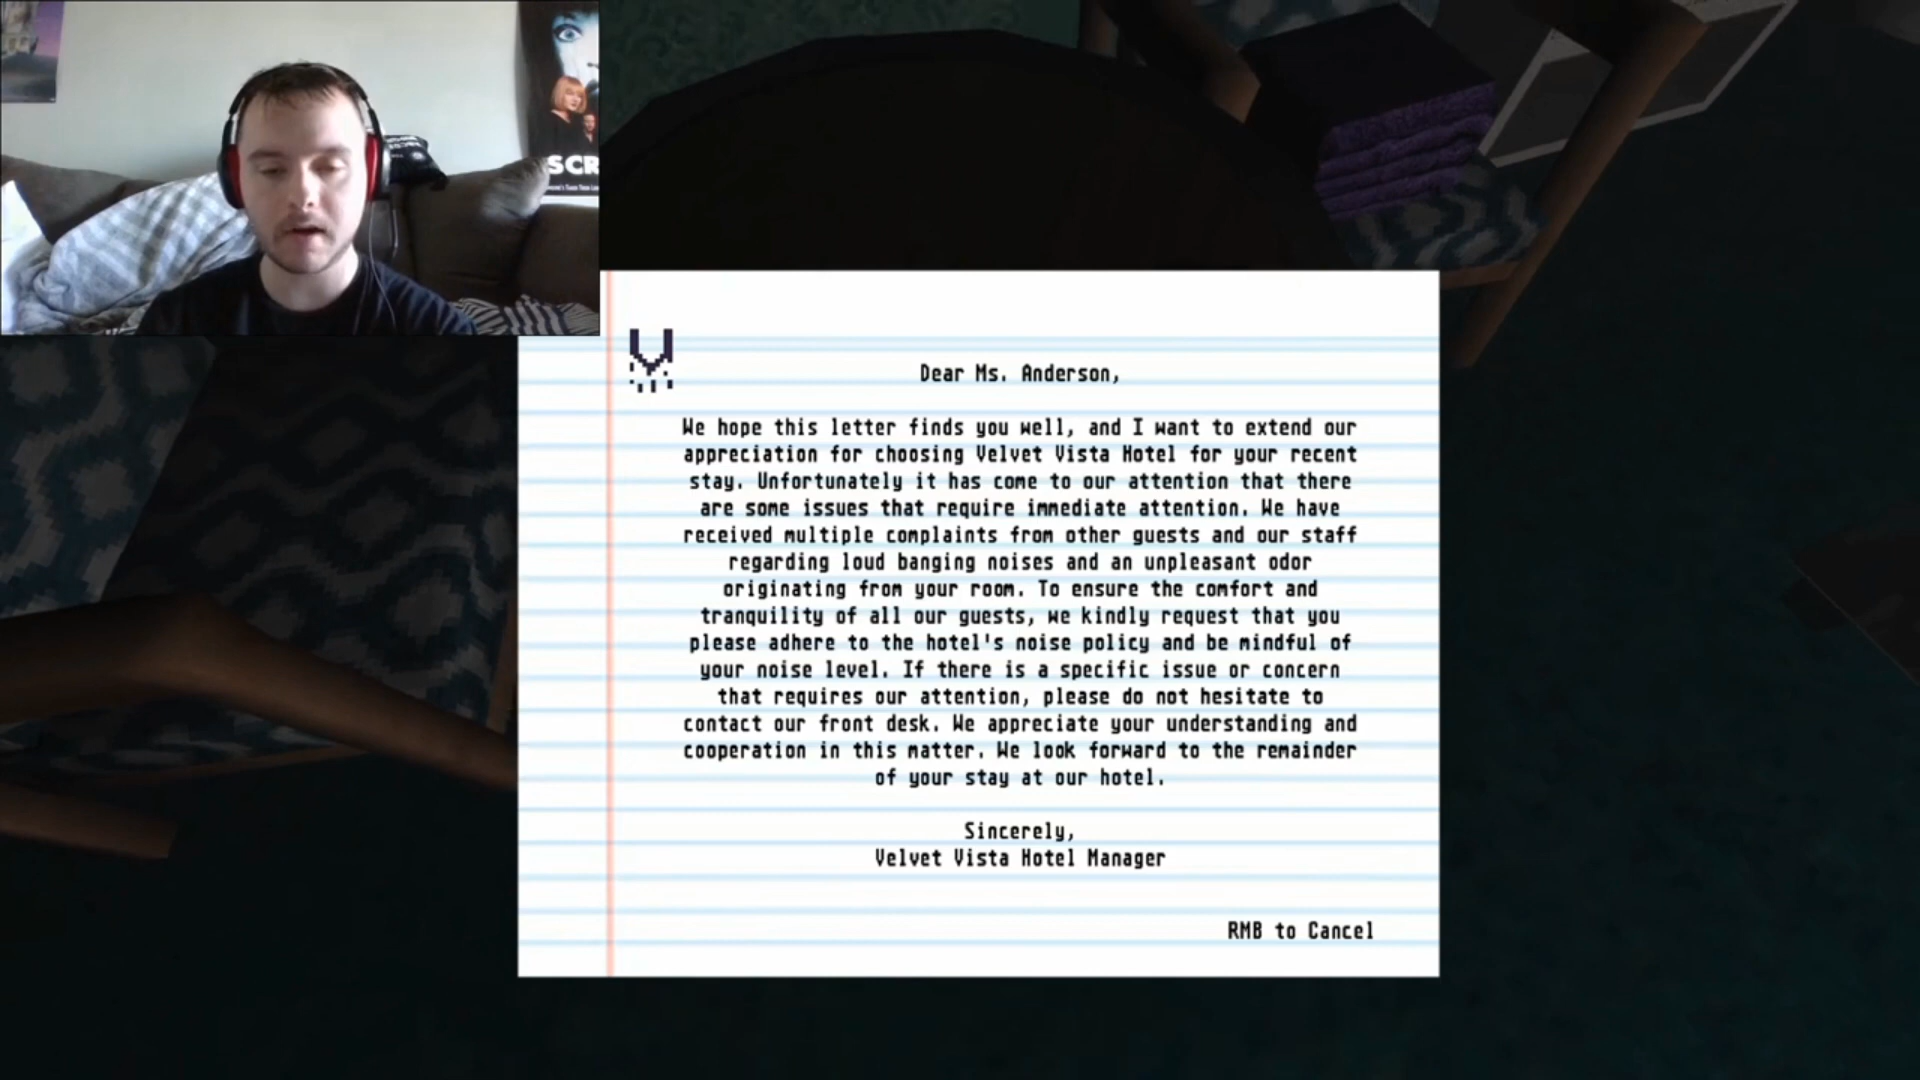 SCR
Dear Ms. Anderson,
We hope this letter finds you well, and I want to extend our
appreciation for choosing Velvet Vista Hotel for your recent
stay. Unfortunately it has come to our attention that there
are some issues that require immediate attention. We have
received multiple complaints from other guests and our staff
regarding loud banging noises and an unpleasant odor
originating from your room. To ensure the comfort and
tranquility of all our guests, we kindly request that you
please adhere to the hotel's noise policy and be mindful of
your noise level. If there is a specific issue or concern
that requires our attention, please do not hesitate to
contact our front desk. We appreciate your understanding and
cooperation in this matter. We look forward to the remainder
of your stay at our hotel.
Sincerely,
Velvet Vista Hotel Manager
RMB to Cancel